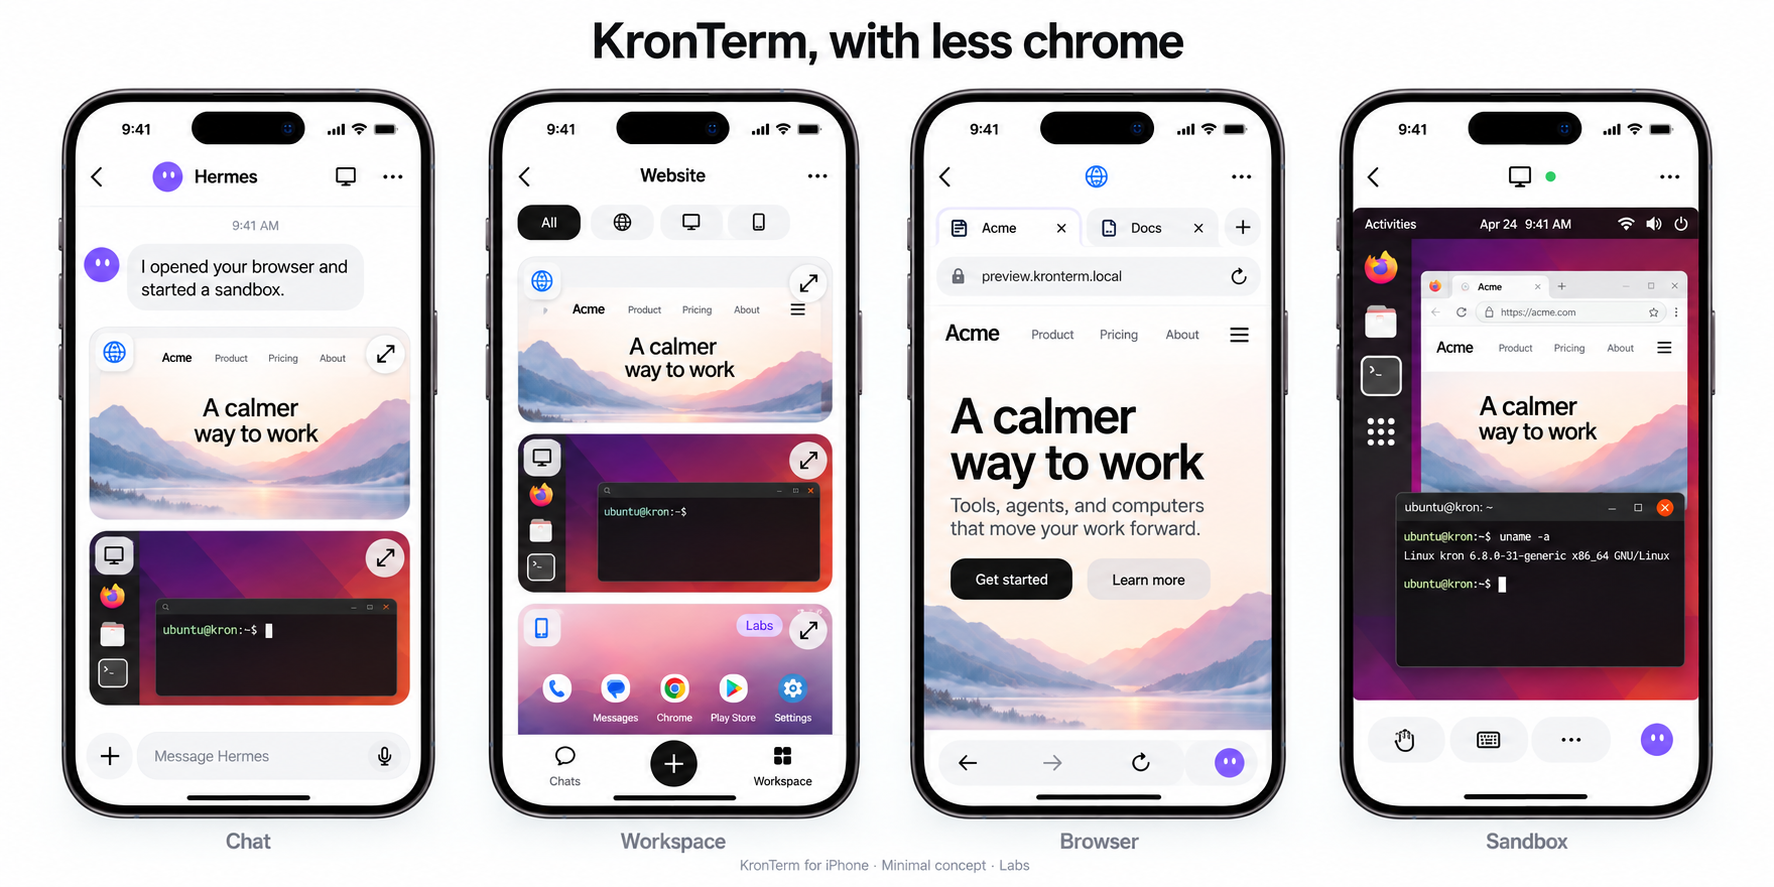 KronTerm, with less chrome
9:41
Hermes
9:41 AM
I opened your browser and
started a sandbox.
Acme Product Pricing About
A calmer
way to work
ubuntu@kron:~$
Message Hermes
Chat
9:41
Website
All
Acme Product Pricing About
A calmer
way to work
ubuntu@kron:~$
Labs
Messages Chrome Play Store Settings
Chats Workspace
Workspace
9:41
Acme Docs
preview.kronterm.local
Acme Product Pricing About
A calmer
way to work
Tools, agents, and computers
that move your work forward.
Get started Learn more
Browser
9:41
Activities Apr 24 9:41 AM
Acme
https://acme.com
Acme Product Pricing About
A calmer
way to work
ubuntu@kron: ~
ubuntu@kron:~$ uname -a
Linux kron 6.8.0-31-generic x86_64 GNU/Linux
ubuntu@kron:~$
Sandbox
KronTerm for iPhone · Minimal concept · Labs